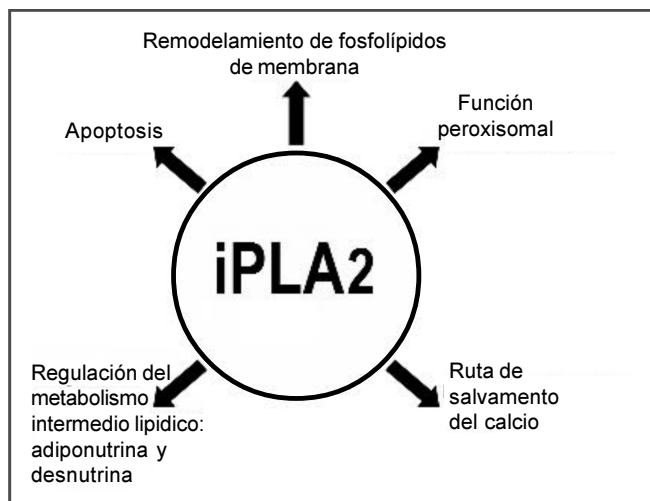 Remodelamiento de fosfolípidos
de membrana
Función
peroxisomal
Apoptosis
iPLA2
Regulación del
metabolismo
intermedio lipidico:
adiponutrina y
desnutrina
Ruta de
salvamento
del calcio